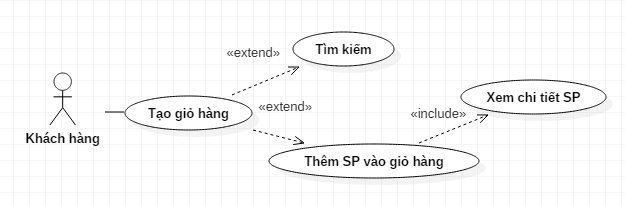 Tìm kiếm
«extend»
Xem chi tiết SP
Tạo giỏ hàng
«extend»
«include»
Khách hàng
Thêm SP vào giỏ hàng